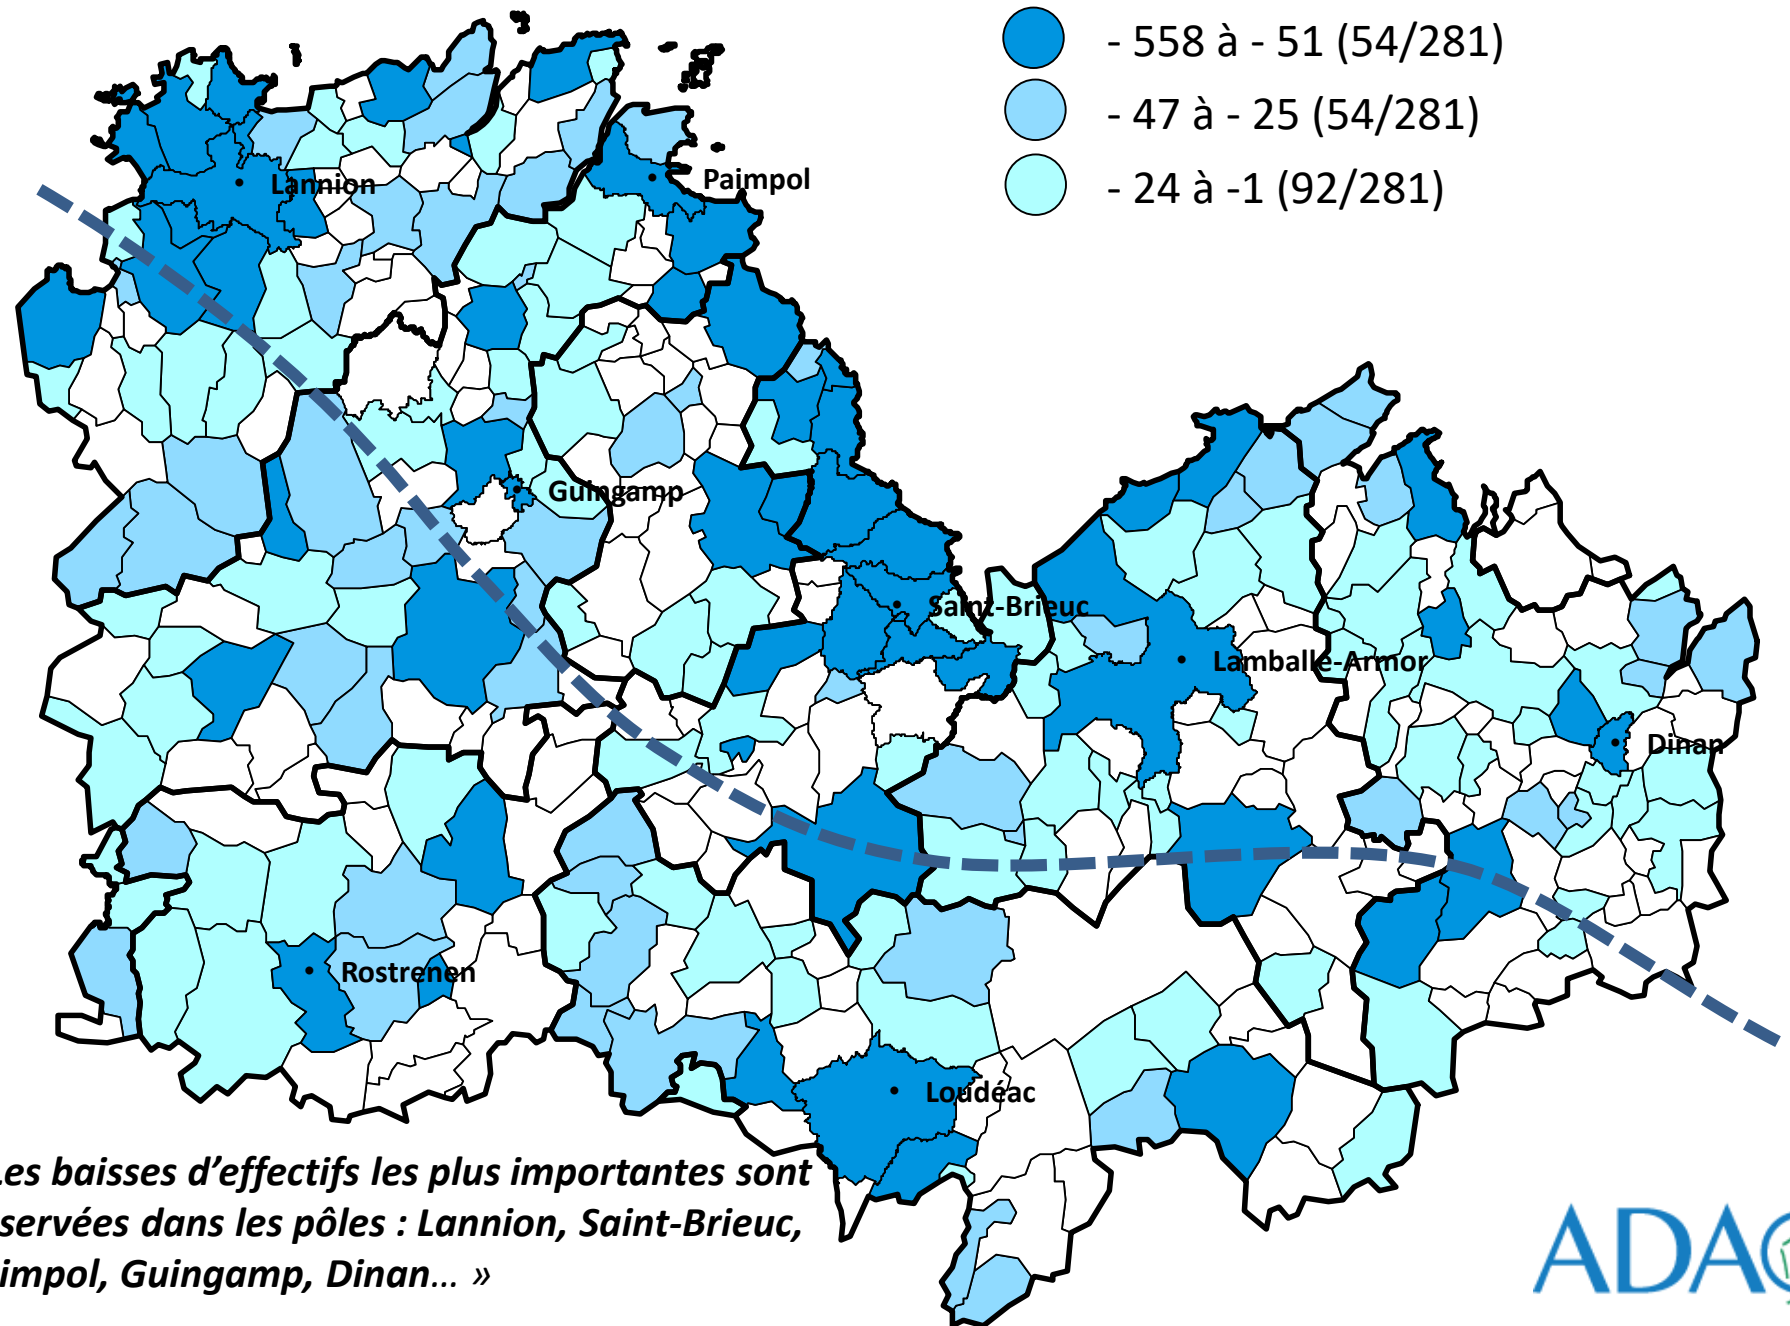 - 558 à - 51 (54/281)
- 47 à - 25 (54/281)
- 24 à -1 (92/281)
Lannion
Paimpol
Guingamp
Saint-Brieuc
Lamballe-Armor
Dinan
Rostrenen
Loudéac
es baisses d’effectifs les plus importantes sont
servées dans les pôles : Lannion, Saint-Brieuc,
impol, Guingamp, Dinan... »
ADA